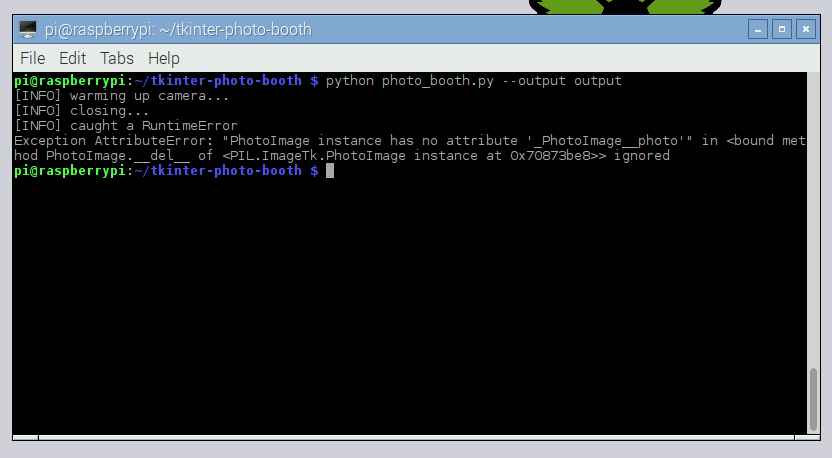 pi@raspberrypi: ~/tkinter-photo-booth
File Edit Tabs Help
pi@raspberrypi:~/tkinter-photo-booth $ python photo_booth.py --output output
[INFO] warming up camera...
[INFO] closing...
[INFO] caught a RuntimeError
Exception AttributeError: "PhotoImage instance has no attribute '_PhotoImage__photo'" in <bound met
hod PhotoImage.__del__ of <PIL.ImageTk.PhotoImage instance at 0x70873be8>> ignored
pi@raspberrypi:~/tkinter-photo-booth $